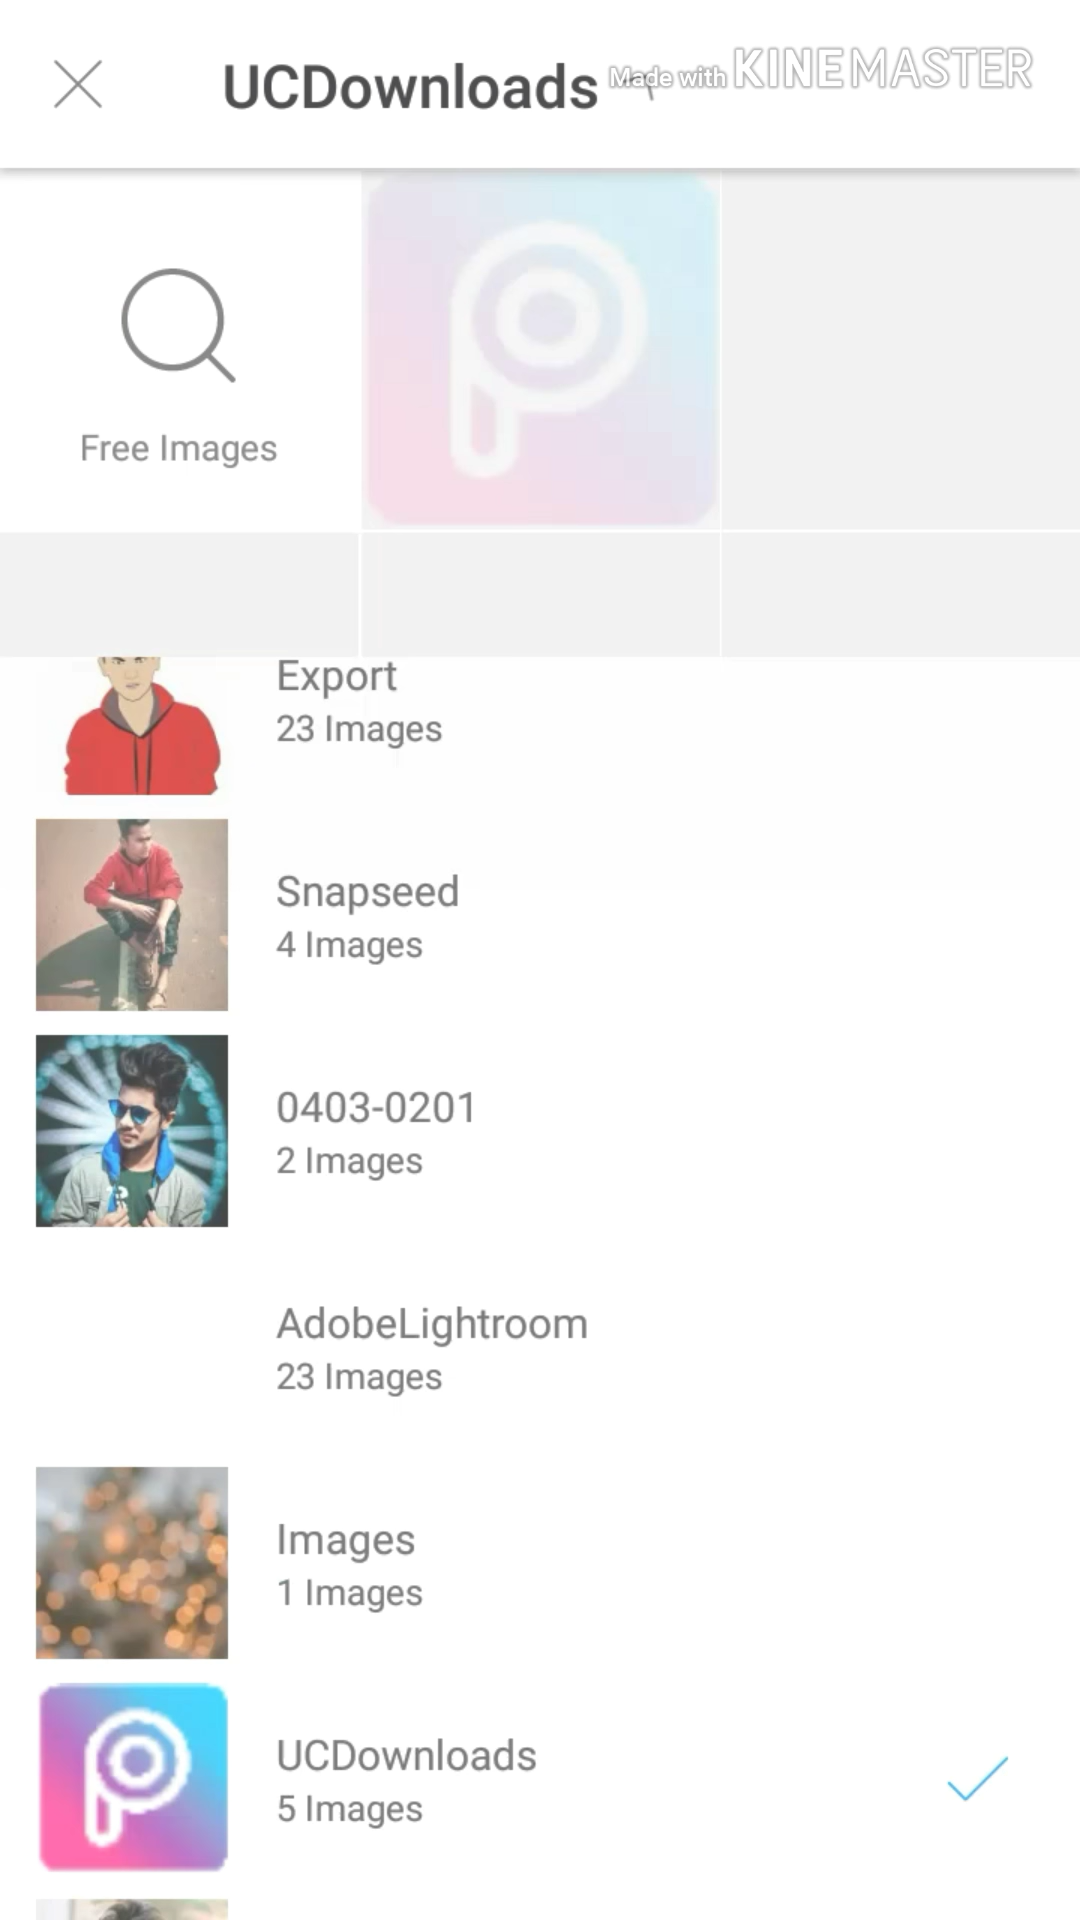 UCDownloads
Made with KINEMASTER
Free Images
Export
23 Images
Snapseed
4 Images
0403-0201
2 Images
AdobeLightroom
23 Images
Images
1 Images
UCDownloads
5 Images